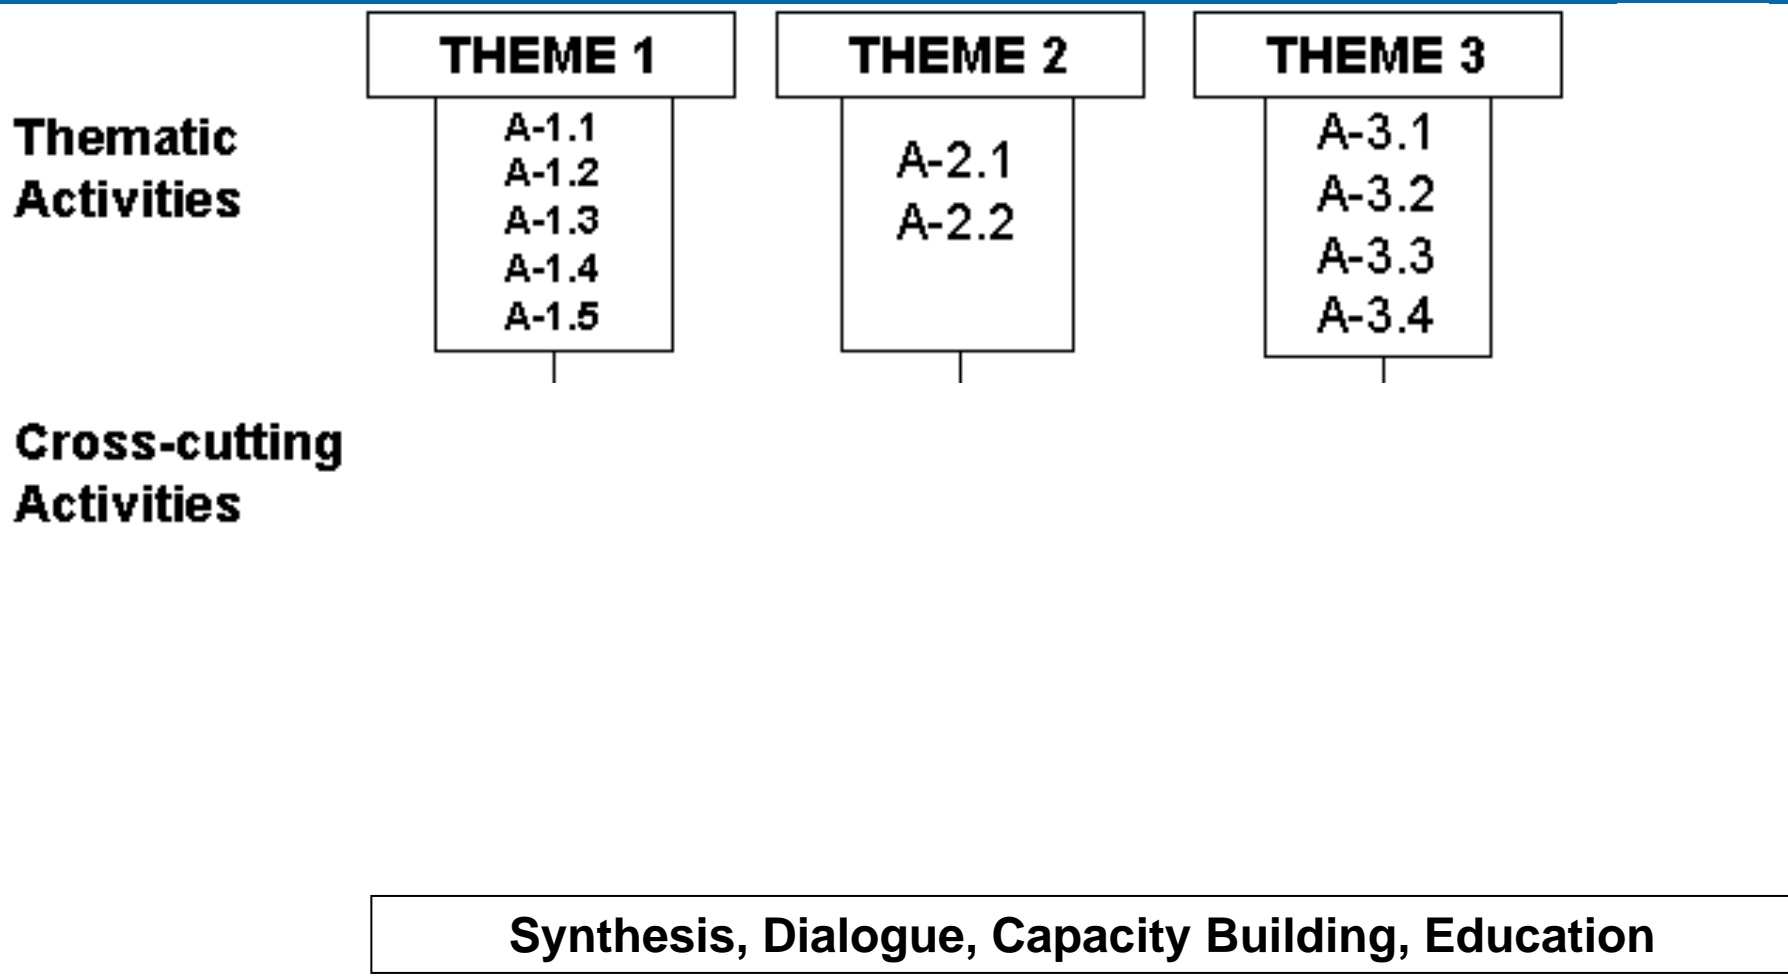 THEME 1
THEME 2
THEME 3
Thematic
Activities
A-1.1
A-1.2
A-1.3
A-1.4
A-1.5
A-2.1
A-2.2
A-3.1
A-3.2
A-3.3
A-3.4
Cross-cutting
Activities
Synthesis, Dialogue, Capacity Building, Education